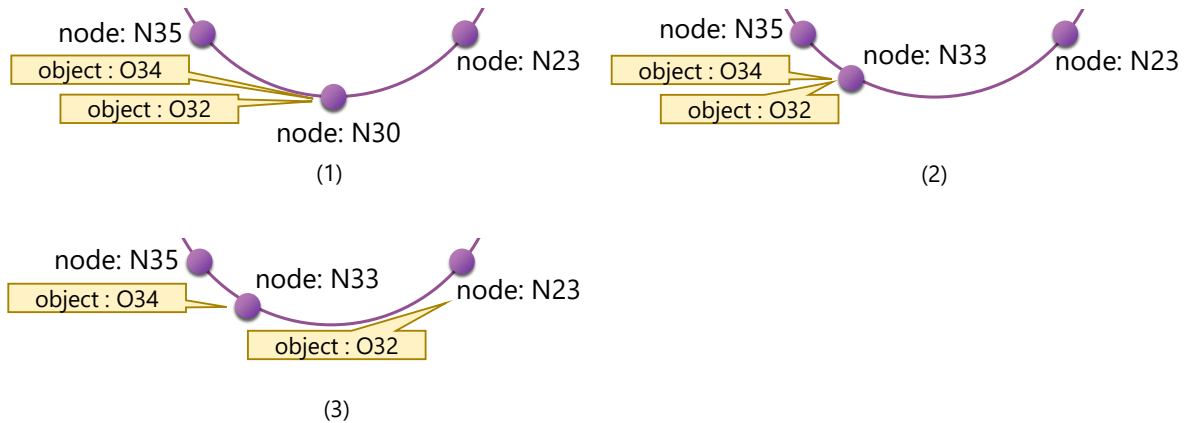 node: N35
node: N23
object : O34
object : O32
node: N30
(1)
node: N35
node: N33
node: N23
object : O34
object : O32
(2)
node: N35
node: N33
node: N23
object : O34
object : O32
(3)